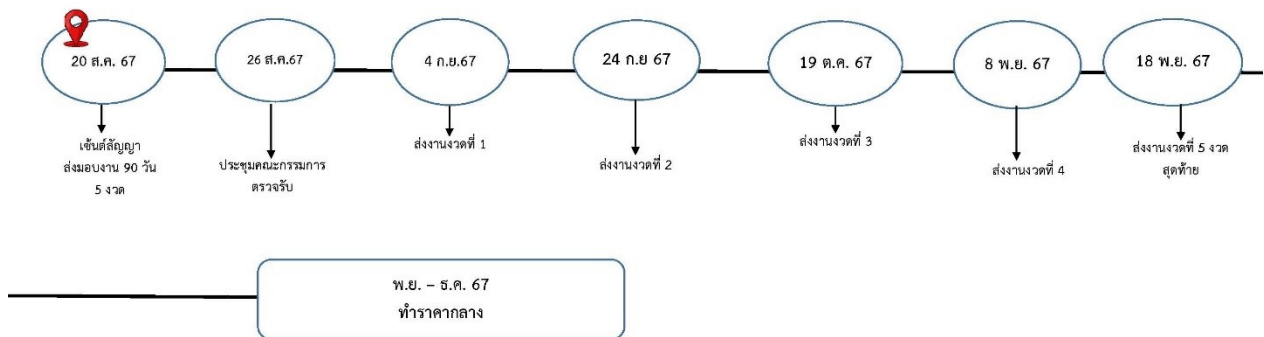 20 ส.ค. 67
26 ส.ค.67
4 ก.ย.67
24 ก.ย 67
19 ต.ค. 67
8 พ.ย. 67
18 พ.ย. 67
เซ้นต์สัญญา
ส่งมอบงาน 90 วัน
5 งวด
ประชุมคณะกรรมการ
ตรวจรับ
ส่งงานงวดที่ 1
ส่งงานงวดที่ 2
ส่งงานงวดที่ 3
ส่งงานงวดที่ 4
ส่งงานงวดที่ 5 งวด
สุดท้าย
พ.ย. – ธ.ค. 67
ทำราคากลาง